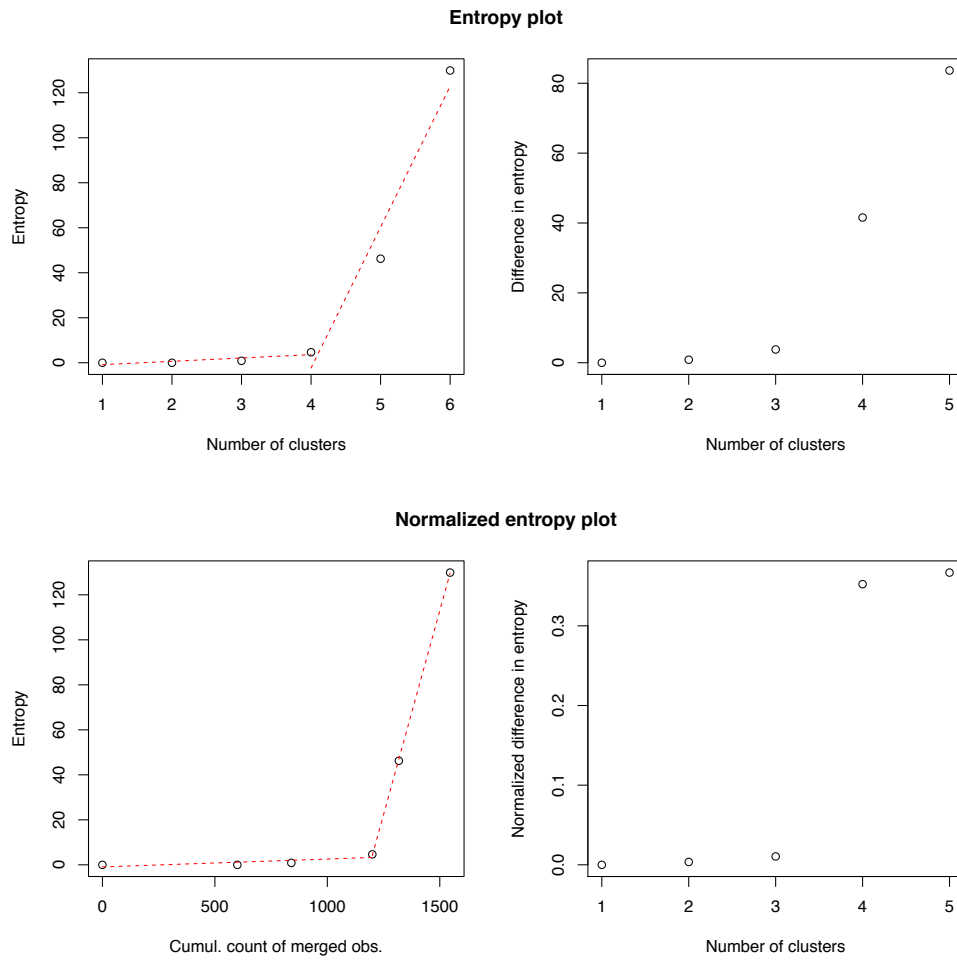 Entropy plot
Entropy
0 20 40 60 80 100 120
1 2 3 4 5 6
Number of clusters
Difference in entropy
0 20 40 60 80
1 2 3 4 5
Number of clusters
Normalized entropy plot
Entropy
0 20 40 60 80 100 120
0 500 1000 1500
Cumul. count of merged obs.
Normalized difference in entropy
0.0 0.1 0.2 0.3
1 2 3 4 5
Number of clusters